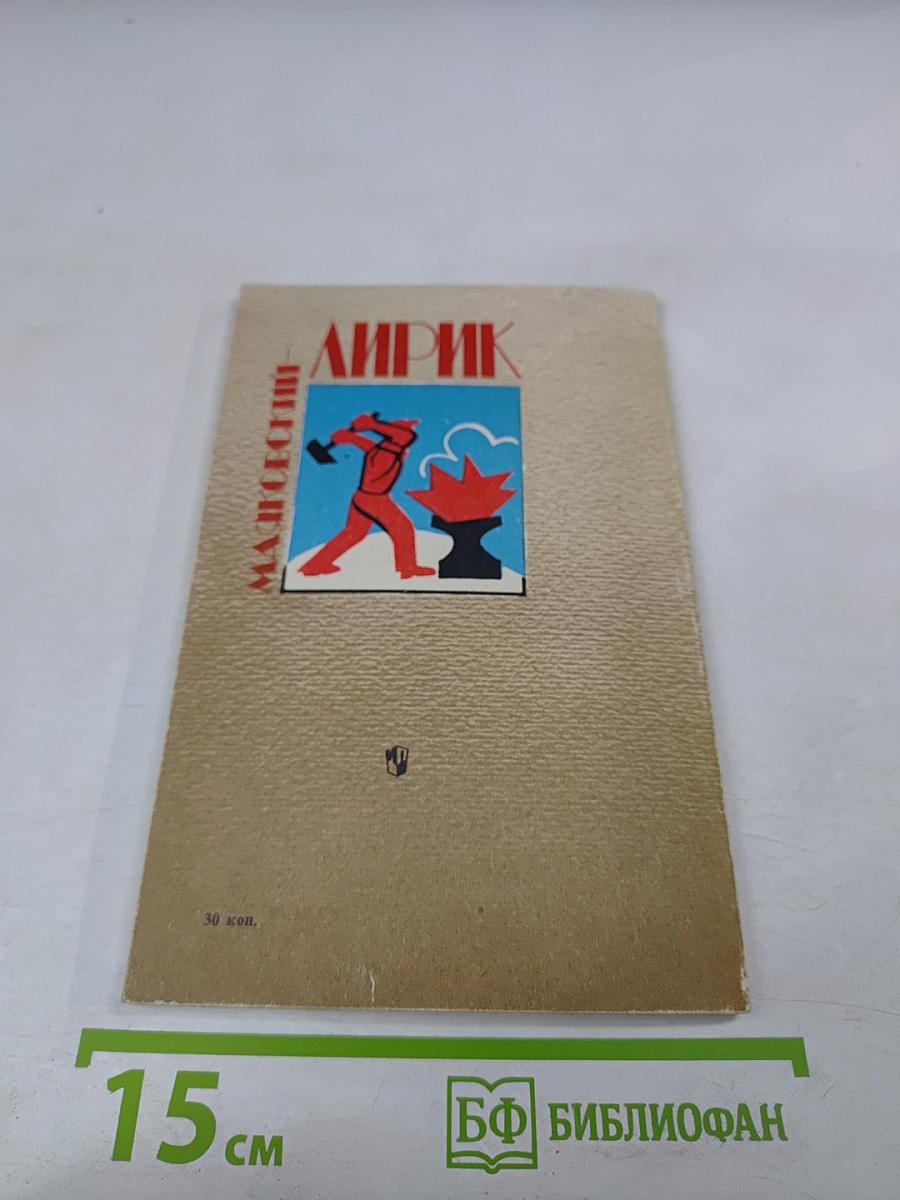 ЛИРИК
МАЯКОВСКИЙ–
30 коп.
15 см
БФ БИБЛИОФАН